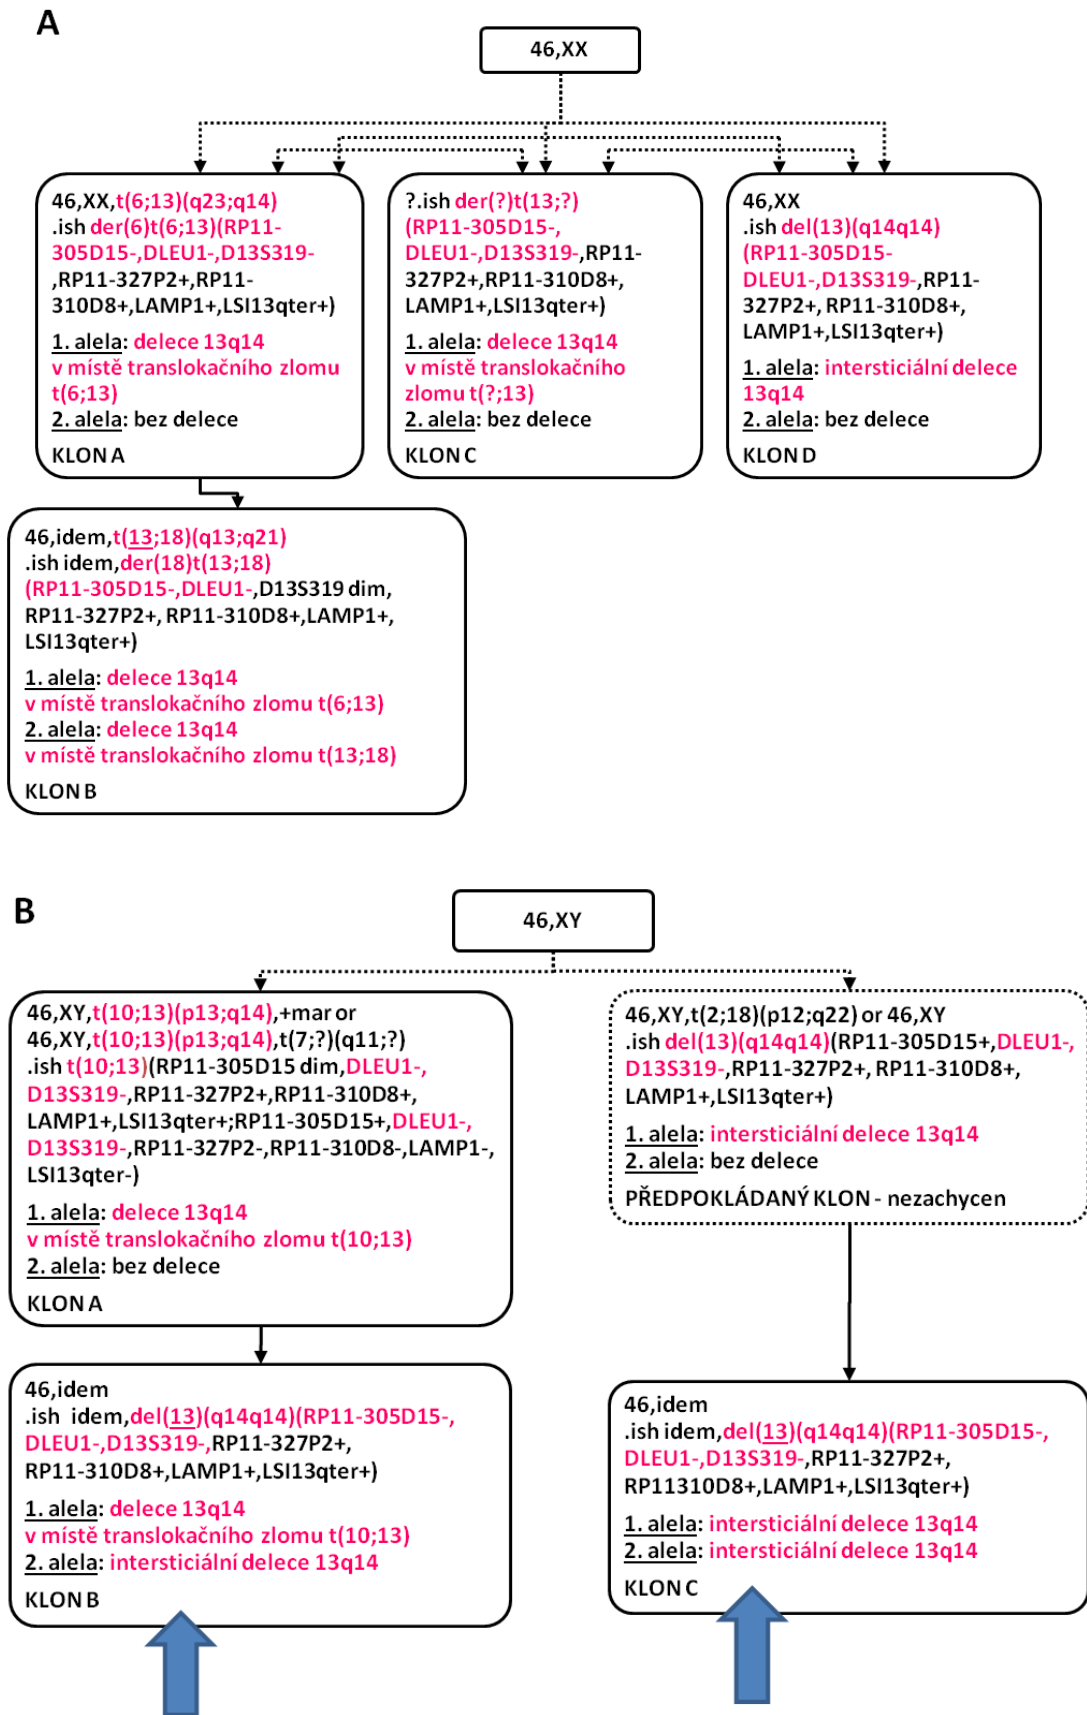 A
46,XX
46,XX,t(6;13)(q23;q14)
.ish der(6)t(6;13)(RP11-
305D15-,DLEU1-,D13S319-
,RP11-327P2+,RP11-
310D8+,LAMP1+,LSI13qter+)
1. alela: delece 13q14
v místě translokačního zlomu
t(6;13)
2. alela: bez delece
KLON A
?.ish der(?)t(13;?)
(RP11-305D15-,
DLEU1-,D13S319-,RP11-
327P2+,RP11-310D8+,
LAMP1+,LSI13qter+)
1. alela: delece 13q14
v místě translokačního
zlomu t(?;13)
2. alela: bez delece
KLON C
46,XX
.ish del(13)(q14q14)
(RP11-305D15-
DLEU1-,D13S319-,RP11-
327P2+, RP11-310D8+,
LAMP1+,LSI13qter+)
1. alela: intersticiální delece
13q14
2. alela: bez delece
KLON D
46,idem,t(13;18)(q13;q21)
.ish idem,der(18)t(13;18)
(RP11-305D15-,DLEU1-,D13S319 dim,
RP11-327P2+, RP11-310D8+,LAMP1+,
LSI13qter+)
1. alela: delece 13q14
v místě translokačního zlomu t(6;13)
2. alela: delece 13q14
v místě translokačního zlomu t(13;18)
KLON B
B
46,XY
46,XY,t(10;13)(p13;q14),+mar or
46,XY,t(10;13)(p13;q14),t(7;?)(q11;?)
.ish t(10;13)(RP11-305D15 dim,DLEU1-,
D13S319-,RP11-327P2+,RP11-310D8+,
LAMP1+,LSI13qter+;RP11-305D15+,DLEU1-,
D13S319-,RP11-327P2-,RP11-310D8-,LAMP1-,
LSI13qter-)
1. alela: delece 13q14
v místě translokačního zlomu t(10;13)
2. alela: bez delece
KLON A
46,XY,t(2;18)(p12;q22) or 46,XY
.ish del(13)(q14q14)(RP11-305D15+,DLEU1-,
D13S319-,RP11-327P2+, RP11-310D8+,
LAMP1+,LSI13qter+)
1. alela: intersticiální delece 13q14
2. alela: bez delece
PŘEDPOKLÁDANÝ KLON - nezachycen
46,idem
.ish idem,del(13)(q14q14)(RP11-305D15-,
DLEU1-,D13S319-,RP11-327P2+,
RP11-310D8+,LAMP1+,LSI13qter+)
1. alela: delece 13q14
v místě translokačního zlomu t(10;13)
2. alela: intersticiální delece 13q14
KLON B
46,idem
.ish idem,del(13)(q14q14)(RP11-305D15-,
DLEU1-,D13S319-,RP11-327P2+,
RP11310D8+,LAMP1+,LSI13qter+)
1. alela: intersticiální delece 13q14
2. alela: intersticiální delece 13q14
KLON C